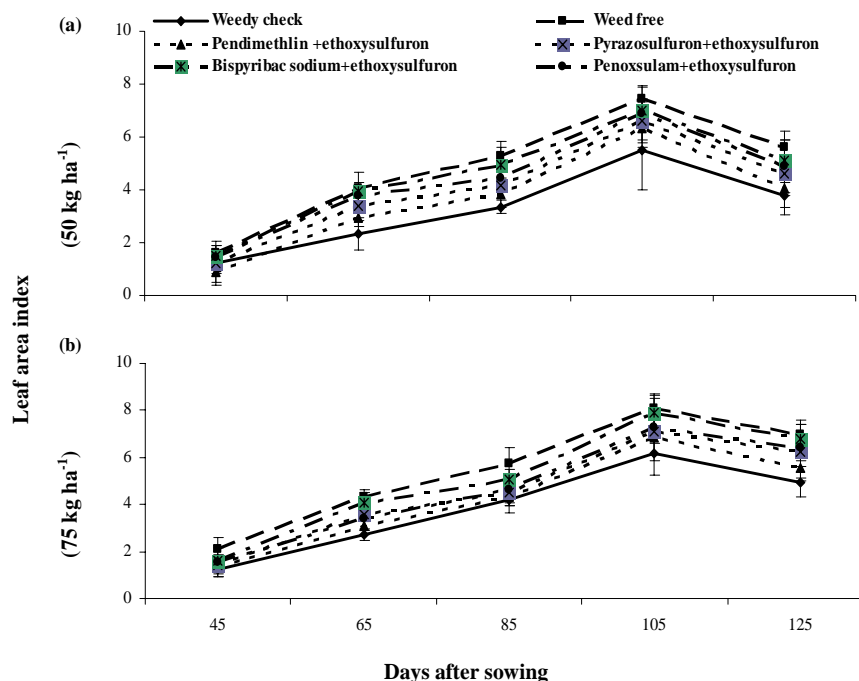 (a)
Weedy check
Weed free
Pendimethlin +ethoxysulfuron
Pyrazosulfuron+ethoxysulfuron
Bispyribac sodium+ethoxysulfuron
Penoxsulam+ethoxysulfuron
10
8
6
4
2
0
(50 kg ha⁻¹)
Leaf area index
(b)
10
8
6
4
2
0
(75 kg ha⁻¹)
45 65 85 105 125
Days after sowing